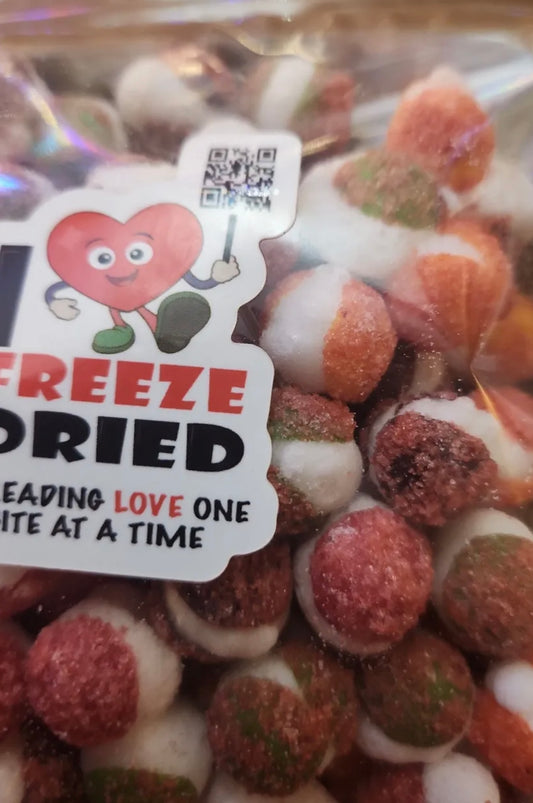 FREEZE
DRIED
EADING LOVE ONE
ITE AT A TIME